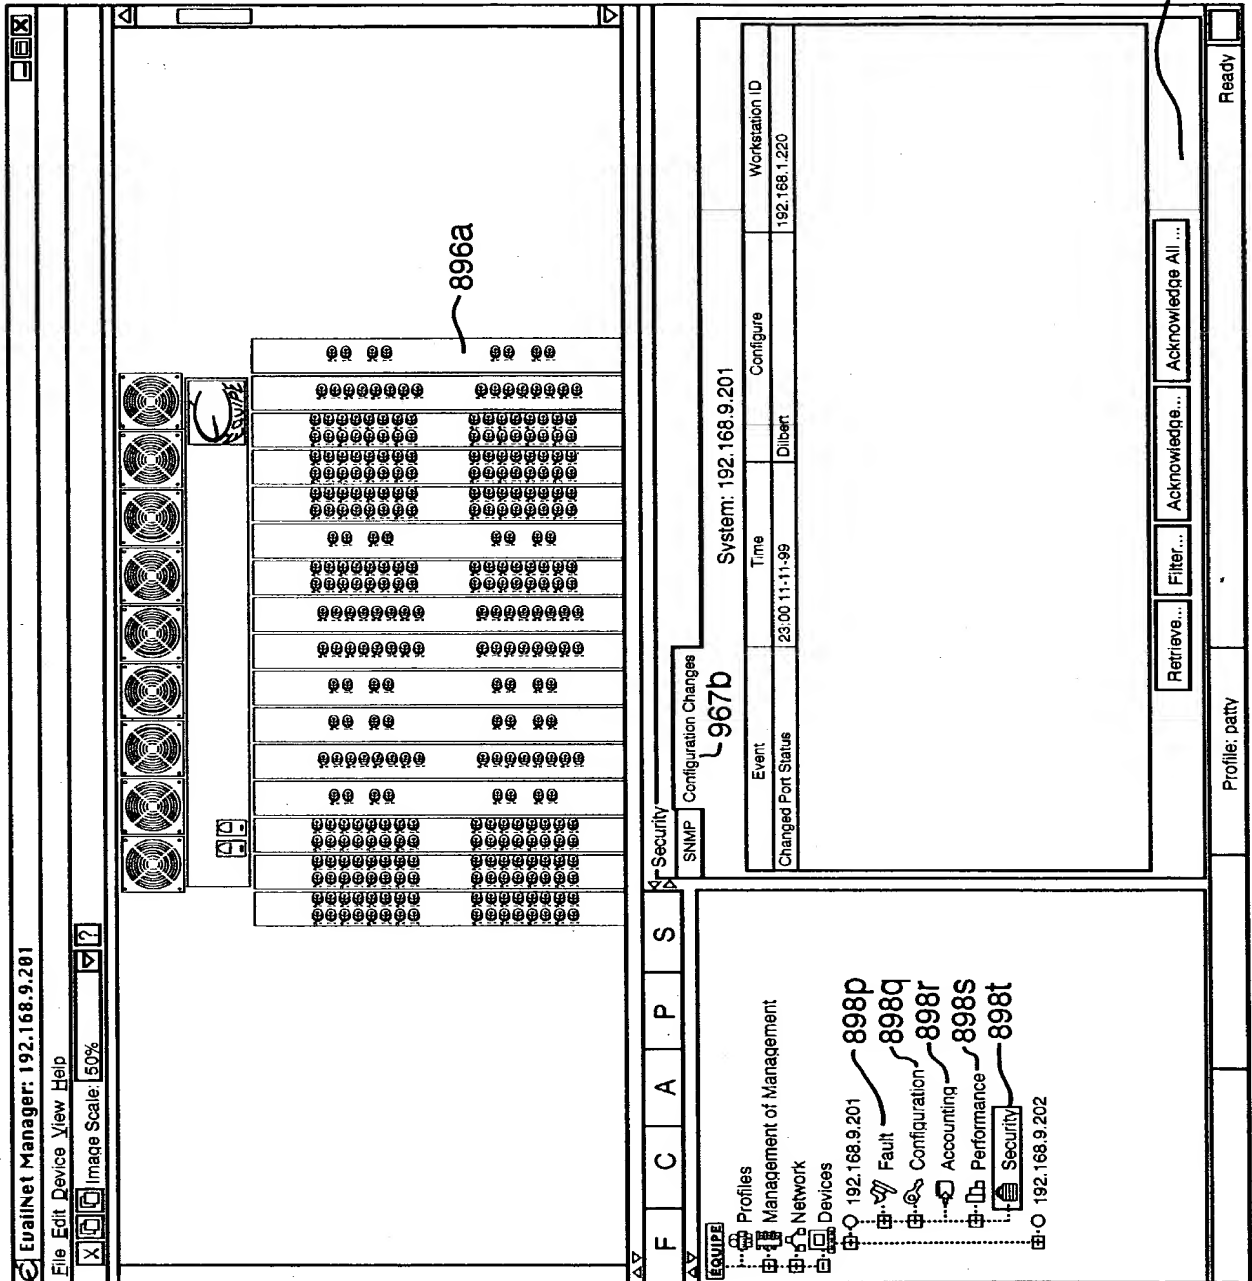 EvailNet Manager: 192.168.9.201
File Edit Device View Help
X ? Image Scale: 50%
EQUIPE
896a
F C A P S
EQUIPE
Profiles
Management of Management
Network
Devices
192.168.9.201
Fault
Configuration
Accounting
Performance
Security
192.168.9.202
898p
898q
898r
898s
898t
Security
SNMP Configuration Changes
967b
System: 192.168.9.201
Event Time Configure Workstation ID
Changed Port Status 23:00 11-11-99 Dilbert 192.168.1.220
Retrieve... Filter... Acknowledge... Acknowledge All ...
Profile: patty
Ready